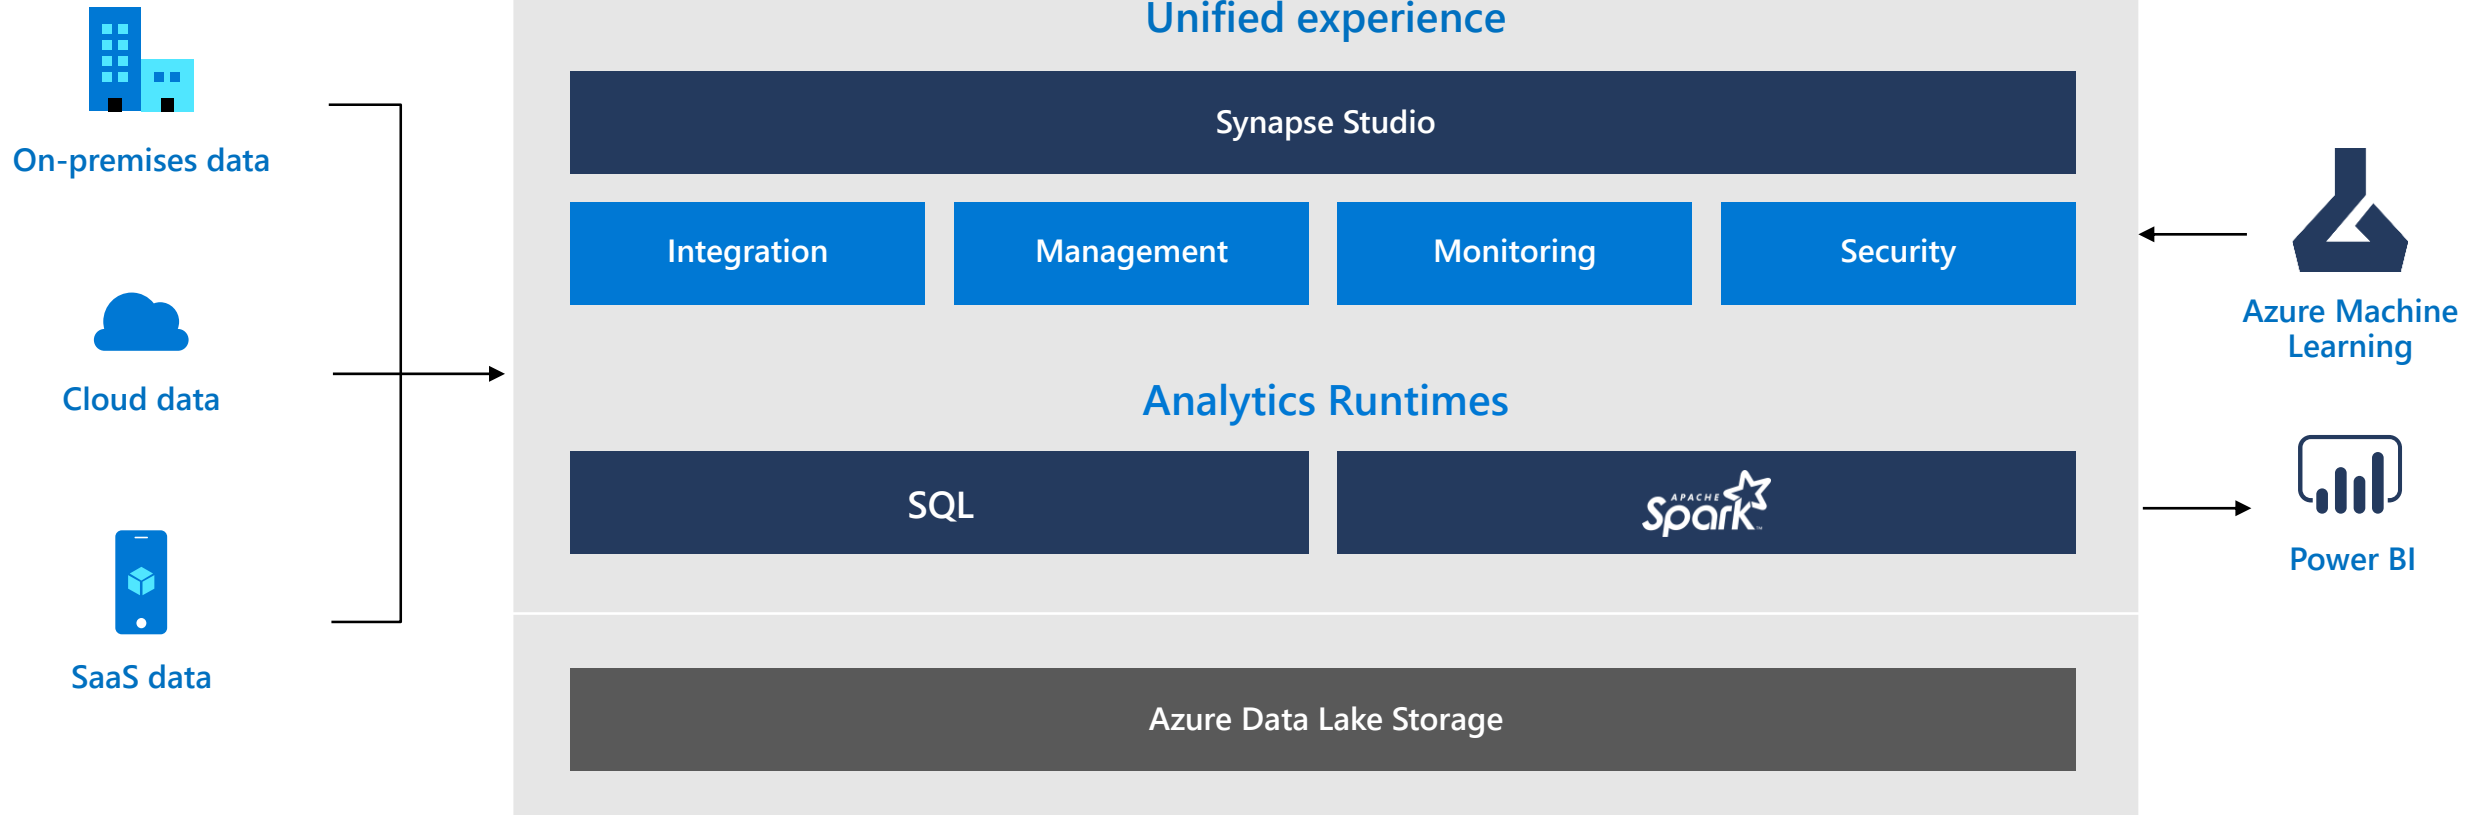 Unified experience
Synapse Studio
On-premises data
Integration
Management
Monitoring
Security
Azure Machine
Learning
Cloud data
Analytics Runtimes
SQL
APACHE
Spark™
Power BI
SaaS data
Azure Data Lake Storage